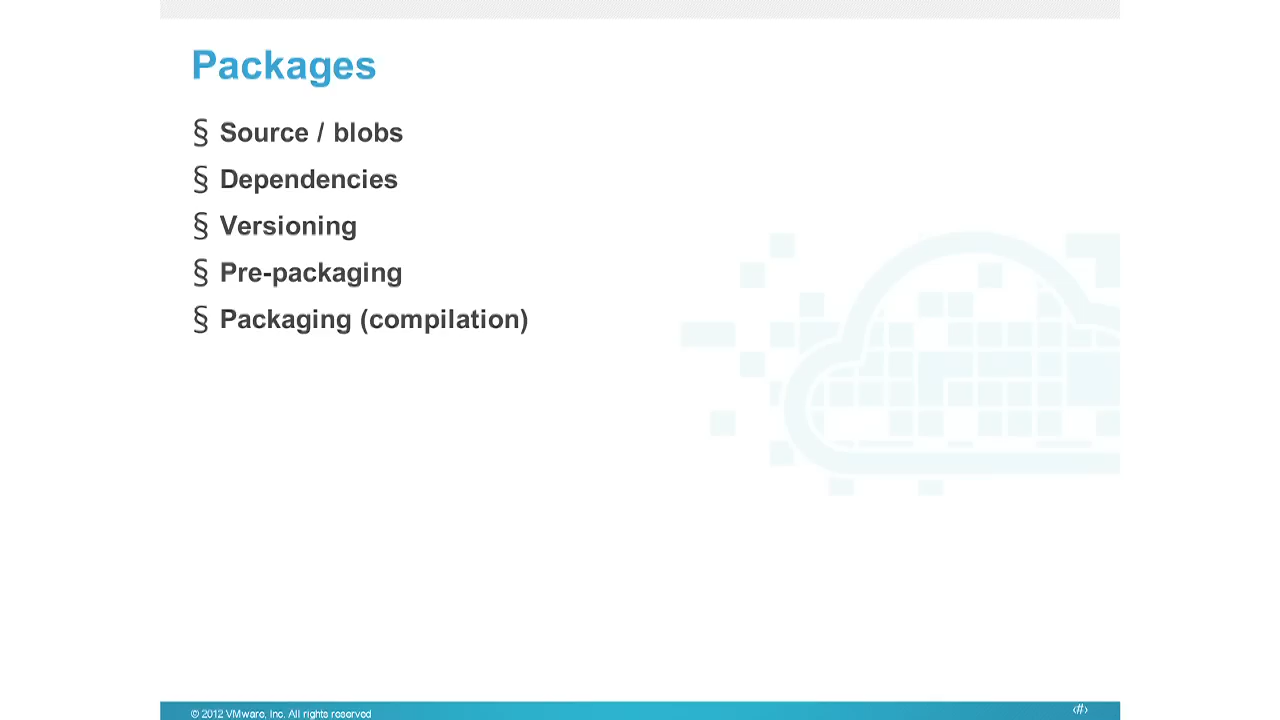 Packages
§ Source / blobs
§ Dependencies
§ Versioning
§ Pre-packaging
§ Packaging (compilation)
© 2012 VMware, Inc. All rights reserved
‹#›